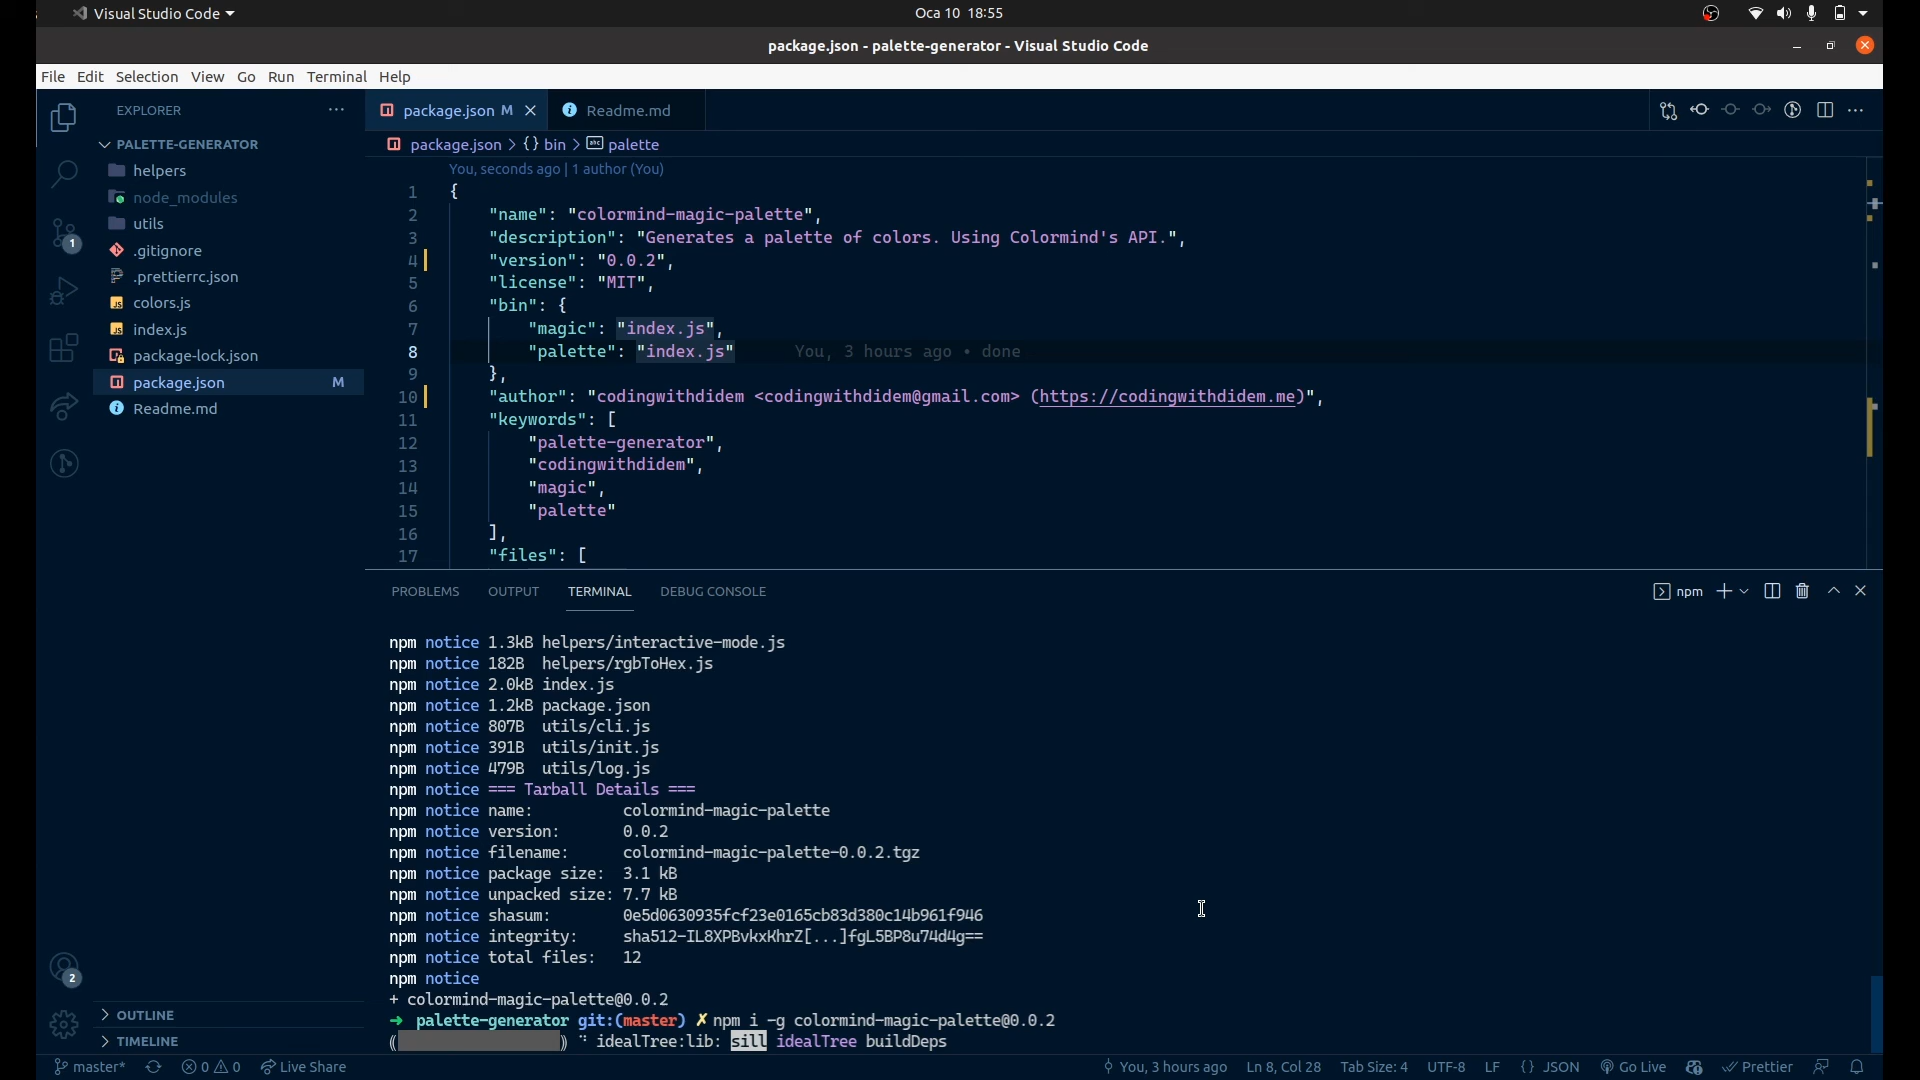 Visual Studio Code
Oca 10 18:55
package.json - palette-generator - Visual Studio Code
File Edit Selection View Go Run Terminal Help
EXPLORER
PALETTE-GENERATOR
helpers
node_modules
utils
.gitignore
.prettierrc.json
colors.js
index.js
package-lock.json
package.json M
Readme.md
1
2
OUTLINE
TIMELINE
package.json M
Readme.md
package.json > {} bin > abc palette
You, seconds ago | 1 author (You)
1 {
2 "name": "colormind-magic-palette",
3 "description": "Generates a palette of colors. Using Colormind's API.",
4 "version": "0.0.2",
5 "license": "MIT",
6 "bin": {
7 "magic": "index.js",
8 "palette": "index.js" You, 3 hours ago • done
9 },
10 "author": "codingwithdidem <codingwithdidem@gmail.com> (https://codingwithdidem.me)",
11 "keywords": [
12 "palette-generator",
13 "codingwithdidem",
14 "magic",
15 "palette"
16 ],
17 "files": [
PROBLEMS OUTPUT TERMINAL DEBUG CONSOLE
npm
npm notice 1.3kB helpers/interactive-mode.js
npm notice 182B helpers/rgbToHex.js
npm notice 2.0kB index.js
npm notice 1.2kB package.json
npm notice 807B utils/cli.js
npm notice 391B utils/init.js
npm notice 479B utils/log.js
npm notice === Tarball Details ===
npm notice name: colormind-magic-palette
npm notice version: 0.0.2
npm notice filename: colormind-magic-palette-0.0.2.tgz
npm notice package size: 3.1 kB
npm notice unpacked size: 7.7 kB
npm notice shasum: 0e5d0630935fcf23e0165cb83d380c14b961f946
npm notice integrity: sha512-IL8XPBvkxKhrZ[...]fgL5BP8u74d4g==
npm notice total files: 12
npm notice
+ colormind-magic-palette@0.0.2
➜ palette-generator git:(master) ✗ npm i -g colormind-magic-palette@0.0.2
( ) ⠙ idealTree:lib: sill idealTree buildDeps
master* 0 0 Live Share
You, 3 hours ago Ln 8, Col 28 Tab Size: 4 UTF-8 LF {} JSON Go Live Prettier